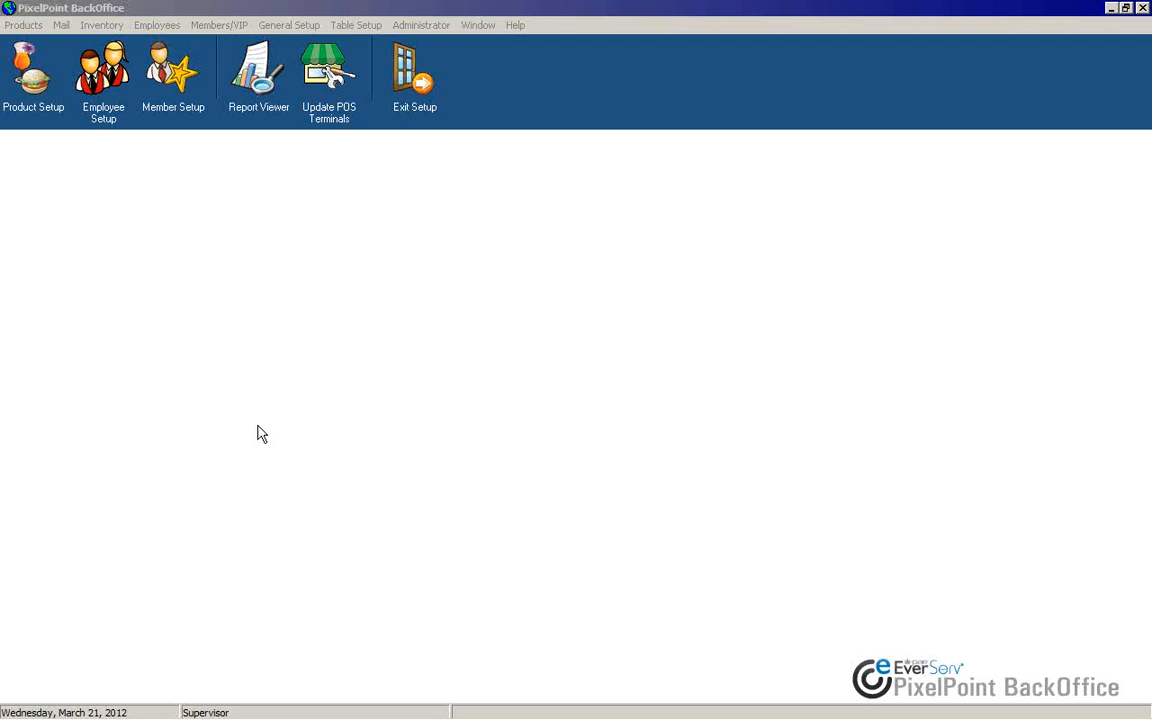 PixelPoint BackOffice
Products Mail Inventory Employees Members/VIP General Setup Table Setup Administrator Window Help
Product Setup
Employee
Setup
Member Setup
Report Viewer
Update POS
Terminals
Exit Setup
EverServ
PixelPoint BackOffice
Wednesday, March 21, 2012 Supervisor